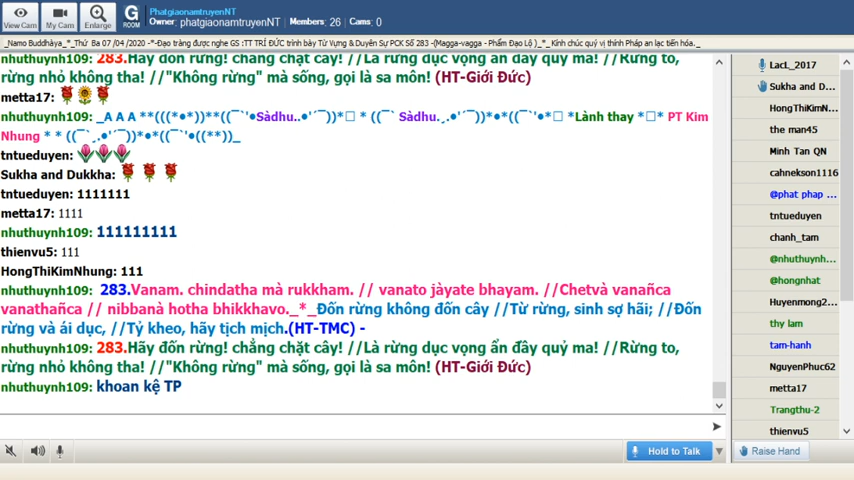 PhatgiaonamtruyenNT
Owner: phatgiaonamtruyenNT | Members: 26 | Cams: 0
View Cam
My Cam
Enlarge
G ROOM
_Namo Buddhàya_*_Thứ Ba 07 /04 /2020 -*-Đạo tràng được nghe GS :TT TRÍ ĐỨC trình bày Từ Vựng & Duyên Sự PCK Số 283 -(Magga-vagga - Phẩm Đạo Lộ )_*_ Kính chúc quý vị thính Pháp an lạc tiến hóa._
nhuthuynh109: 283.Hãy đốn rừng! chẳng chặt cây! //Là rừng dục vọng ẩn đây quỷ ma! //Rừng to,
rừng nhỏ không tha! //"Không rừng" mà sống, gọi là sa môn! (HT-Giới Đức)
metta17:
nhuthuynh109: _A A A **(((*•*))**((¯`'•Sàdhu..•'´¯))*□ * ((¯` Sàdhu.¸.•'´¯))*•*((¯`'•*□ *Lành thay *□*• PT Kim
Nhung * * ((¯`¸.•'´¯))*•*((¯`'•((**))_
tntueduyen:
Sukha and Dukkha:
tntueduyen: 1111111
metta17: 1111
nhuthuynh109: 111111111
thienvu5: 111
HongThiKimNhung: 111
nhuthuynh109: 283.Vanam. chindatha mà rukkham. // vanato jàyate bhayam. //Chetvà vanañca
vanathañca // nibbanà hotha bhikkhavo._*_Đốn rừng không đốn cây //Từ rừng, sinh sợ hãi; //Đốn
rừng và ái dục, //Tỷ kheo, hãy tịch mịch.(HT-TMC) -
nhuthuynh109: 283.Hãy đốn rừng! chẳng chặt cây! //Là rừng dục vọng ẩn đây quỷ ma! //Rừng to,
rừng nhỏ không tha! //"Không rừng" mà sống, gọi là sa môn! (HT-Giới Đức)
nhuthuynh109: khoan kệ TP
LacL_2017
Sukha and D...
HongThiKimN...
the man45
Minh Tan QN
cahnekson1116
@phat phap ...
tntueduyen
chanh_tam
@nhuthuynh...
@hongnhat
Huyenmong2...
thy lam
tam-hanh
NguyenPhuc62
metta17
Trangthu-2
thienvu5
Hold to Talk
Raise Hand